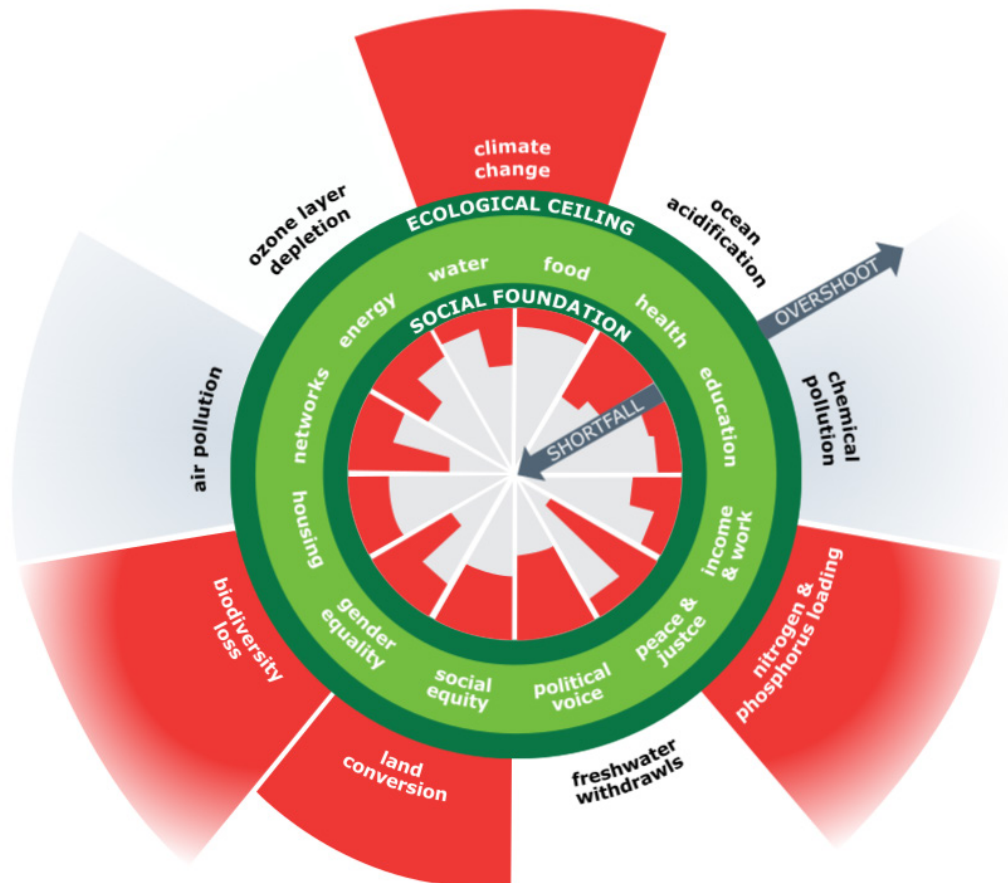 climate
change
ozone layer
depletion
ocean
acidification
ECOLOGICAL CEILING
OVERSHOOT
water
food
energy
health
SOCIAL FOUNDATION
networks
education
SHORTFALL
air pollution
chemical
pollution
housing
income
& work
gender
equality
peace &
justce
social
equity
political
voice
biodiversity
loss
nitrogen &
phosphorus loading
land
conversion
freshwater
withdrawls